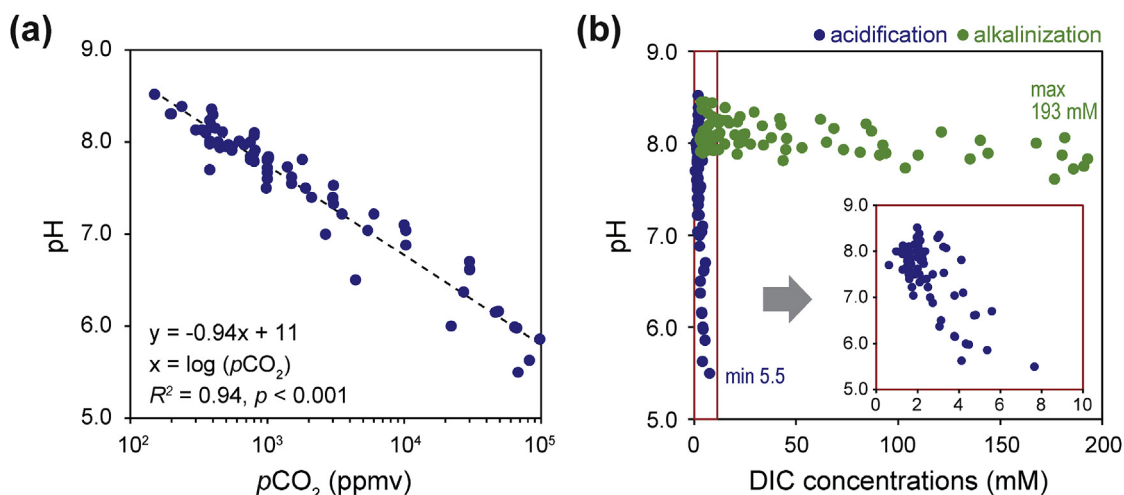 (a)
9.0
8.0
7.0
6.0
5.0
pH
y = -0.94x + 11
x = log (pCO₂)
R² = 0.94, p < 0.001
10² 10³ 10⁴ 10⁵
pCO₂ (ppmv)
(b)
acidification alkalinization
9.0
8.0
7.0
6.0
5.0
pH
max
193 mM
min 5.5
9.0
8.0
7.0
6.0
5.0
0 2 4 6 8 10
0 50 100 150 200
DIC concentrations (mM)